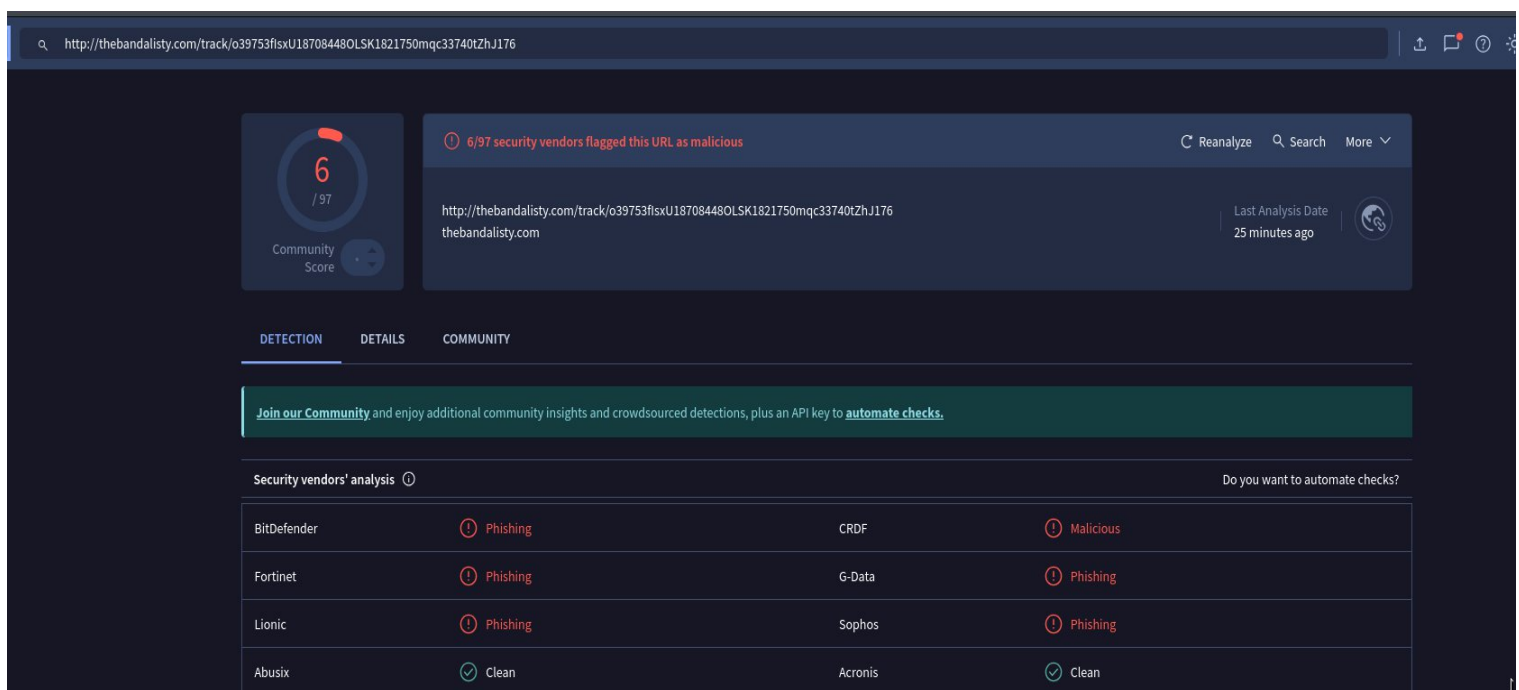 http://thebandalisty.com/track/o39753fIsxU18708448OLSK1821750mqc33740tZhJ176
6
/ 97
Community
Score
6/97 security vendors flagged this URL as malicious
Reanalyze Search More
http://thebandalisty.com/track/o39753fIsxU18708448OLSK1821750mqc33740tZhJ176
thebandalisty.com
Last Analysis Date
25 minutes ago
DETECTION DETAILS COMMUNITY
Join our Community and enjoy additional community insights and crowdsourced detections, plus an API key to automate checks.
Security vendors' analysis Do you want to automate checks?
BitDefender Phishing CRDF Malicious
Fortinet Phishing G-Data Phishing
Lionic Phishing Sophos Phishing
Abusix Clean Acronis Clean